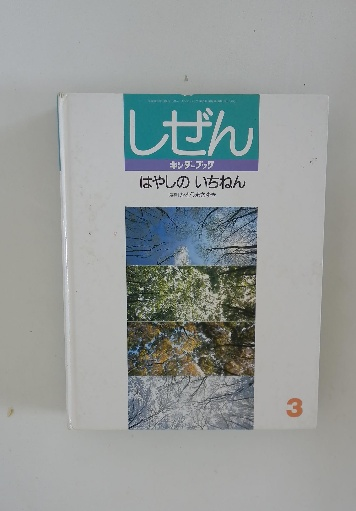 しぜん
キンダーブック
はやしの いちねん
3